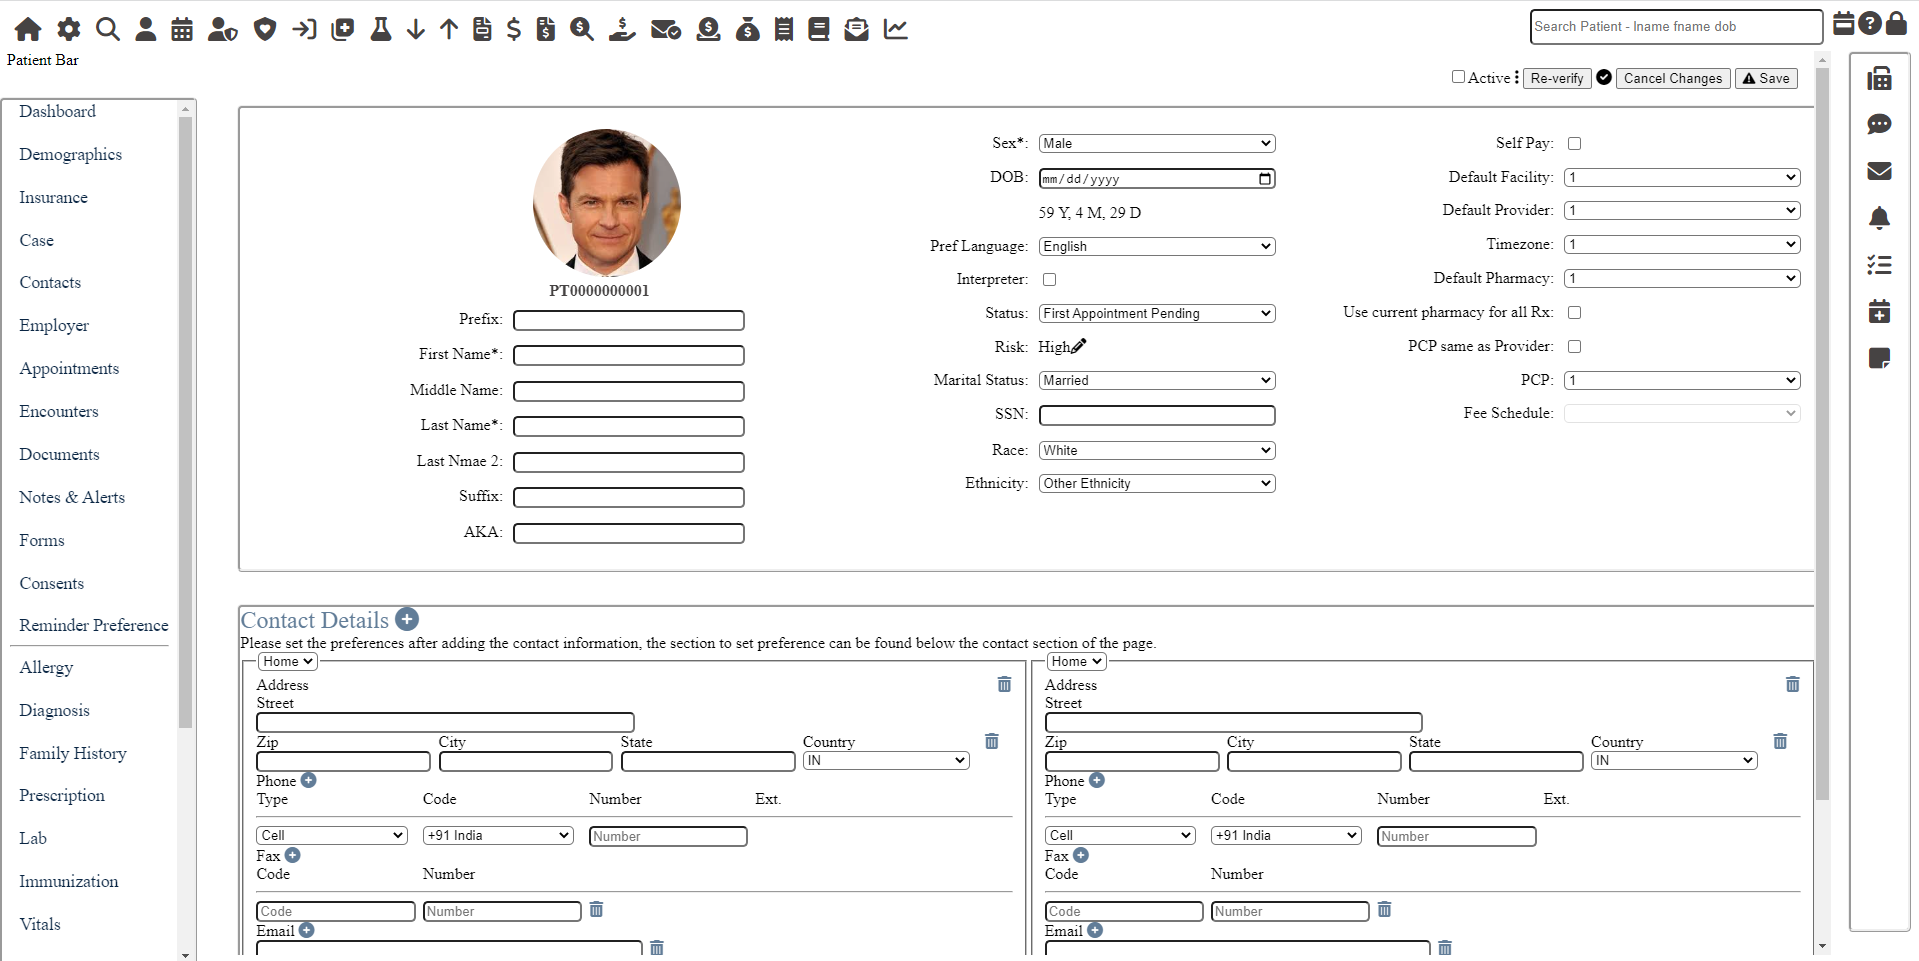 Search Patient - lname fname dob
Patient Bar
Active Re-verify Cancel Changes Save
Dashboard
Demographics
Insurance
Case
Contacts
Employer
Appointments
Encounters
Documents
Notes & Alerts
Forms
Consents
Reminder Preference
Allergy
Diagnosis
Family History
Prescription
Lab
Immunization
Vitals
PT0000000001
Prefix:
First Name*:
Middle Name:
Last Name*:
Last Nmae 2:
Suffix:
AKA:
Sex*: Male
DOB: mm/dd/yyyy
59 Y, 4 M, 29 D
Pref Language: English
Interpreter:
Status: First Appointment Pending
Risk: High
Marital Status: Married
SSN:
Race: White
Ethnicity: Other Ethnicity
Self Pay:
Default Facility: 1
Default Provider: 1
Timezone: 1
Default Pharmacy: 1
Use current pharmacy for all Rx:
PCP same as Provider:
PCP: 1
Fee Schedule:
Contact Details
Please set the preferences after adding the contact information, the section to set preference can be found below the contact section of the page.
Home
Address
Street
Zip City State Country
IN
Phone
Type Code Number Ext.
Cell +91 India Number
Fax
Code Number
Code Number
Email
Home
Address
Street
Zip City State Country
IN
Phone
Type Code Number Ext.
Cell +91 India Number
Fax
Code Number
Code Number
Email